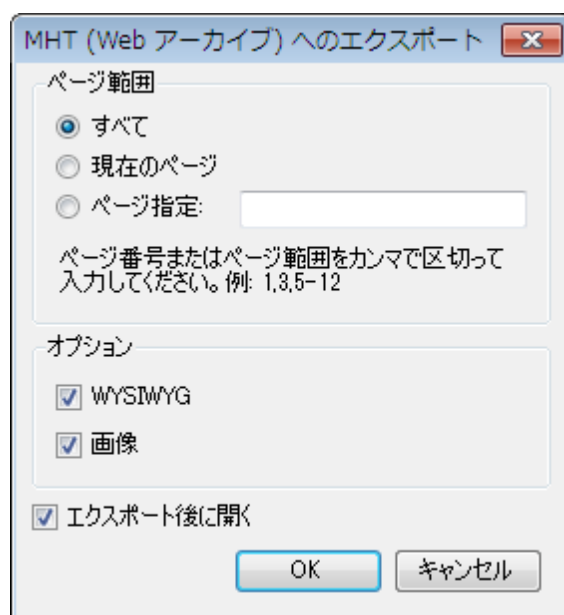 MHT (Web アーカイブ) へのエクスポート
ページ範囲
すべて
現在のページ
ページ指定:
ページ番号またはページ範囲をカンマで区切って
入力してください。例: 1,3,5-12
オプション
WYSIWYG
画像
エクスポート後に開く
OK
キャンセル